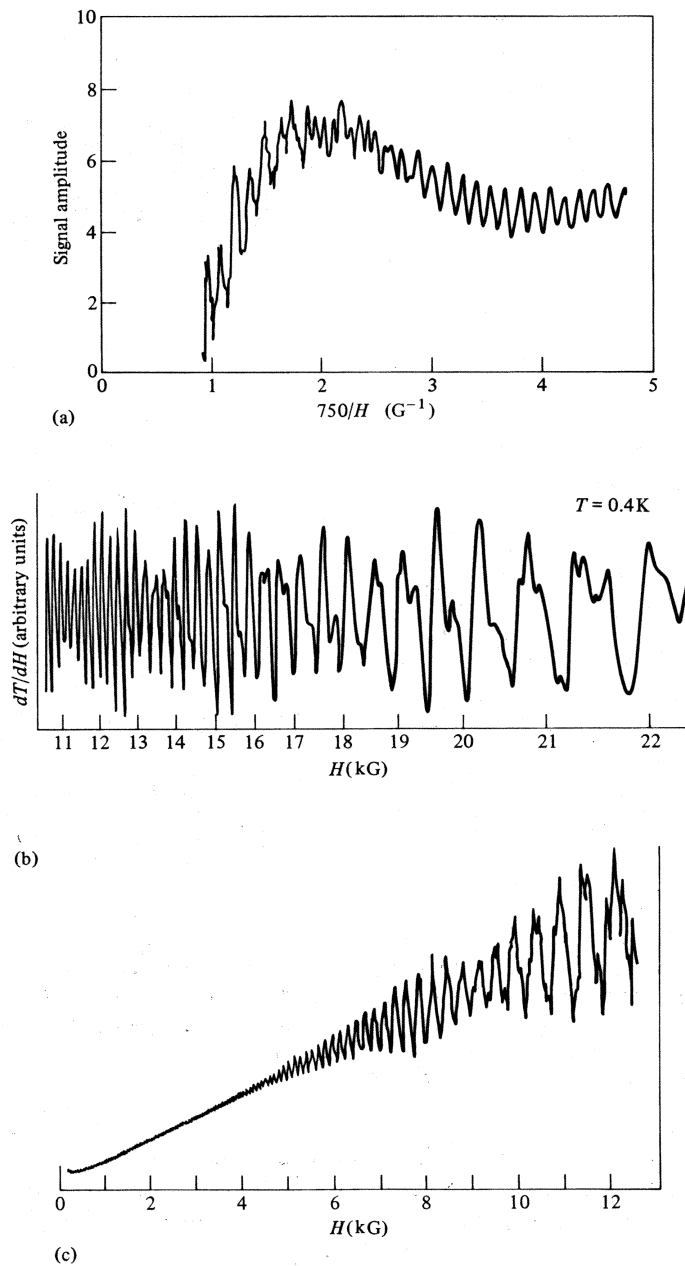 10
8
6
4
2
0
Signal amplitude
0 1 2 3 4 5
750/H (G⁻¹)
(a)
T = 0.4K
dT/dH (arbitrary units)
11 12 13 14 15 16 17 18 19 20 21 22
H(kG)
(b)
0 2 4 6 8 10 12
H(kG)
(c)